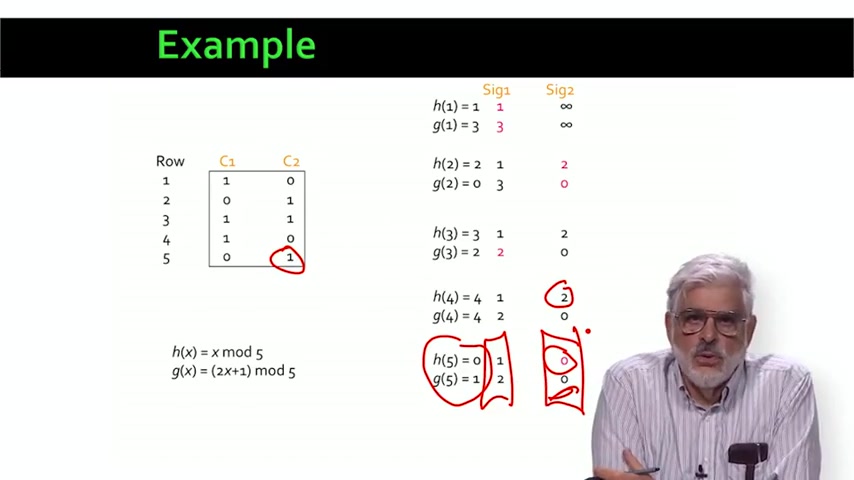 Example
Sig1 Sig2
h(1) = 1 1 ∞
g(1) = 3 3 ∞
h(2) = 2 1 2
g(2) = 0 3 0
h(3) = 3 1 2
g(3) = 2 2 0
h(4) = 4 1 2
g(4) = 4 2 0
h(5) = 0 1 0
g(5) = 1 2 0
Row C1 C2
1 1 0
2 0 1
3 1 1
4 1 0
5 0 1
h(x) = x mod 5
g(x) = (2x+1) mod 5